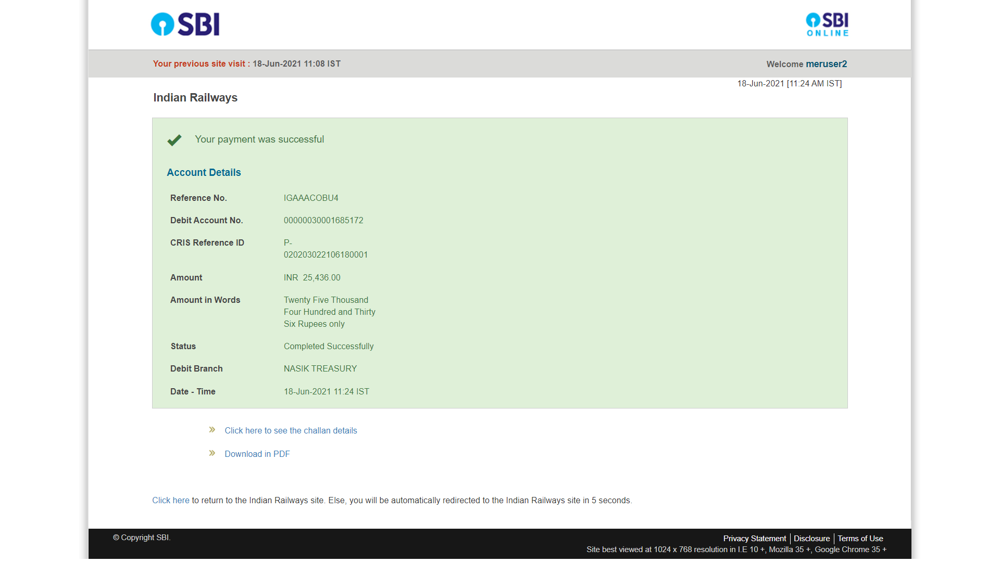 SBI
SBI
ONLINE
Your previous site visit : 18-Jun-2021 11:08 IST
Welcome meruser2
18-Jun-2021 [11:24 AM IST]
Indian Railways
Your payment was successful
Account Details
Reference No. IGAAACOBU4
Debit Account No. 00000030001685172
CRIS Reference ID P-
020203022106180001
Amount INR 25,436.00
Amount in Words Twenty Five Thousand
Four Hundred and Thirty
Six Rupees only
Status Completed Successfully
Debit Branch NASIK TREASURY
Date - Time 18-Jun-2021 11:24 IST
» Click here to see the challan details
» Download in PDF
Click here to return to the Indian Railways site. Else, you will be automatically redirected to the Indian Railways site in 5 seconds.
© Copyright SBI.
Privacy Statement | Disclosure | Terms of Use
Site best viewed at 1024 x 768 resolution in I.E 10 +, Mozilla 35 +, Google Chrome 35 +